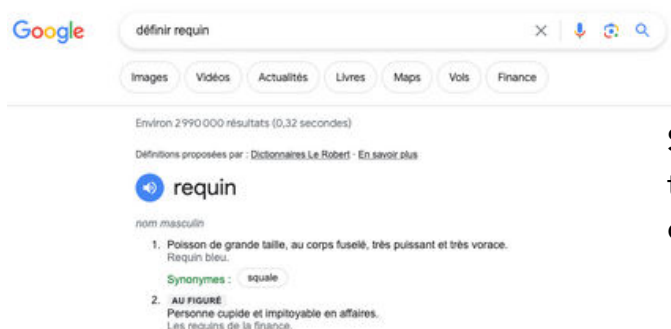 Google
définir requin
Images Vidéos Actualités Livres Maps Vols Finance
Environ 2 990 000 résultats (0,32 secondes)
Définitions proposées par : Dictionnaires Le Robert · En savoir plus
requin
nom masculin
1. Poisson de grande taille, au corps fuselé, très puissant et très vorace.
Requin bleu.
Synonymes : squale
2. AU FIGURÉ
Personne cupide et impitoyable en affaires.
Les requins de la finance.